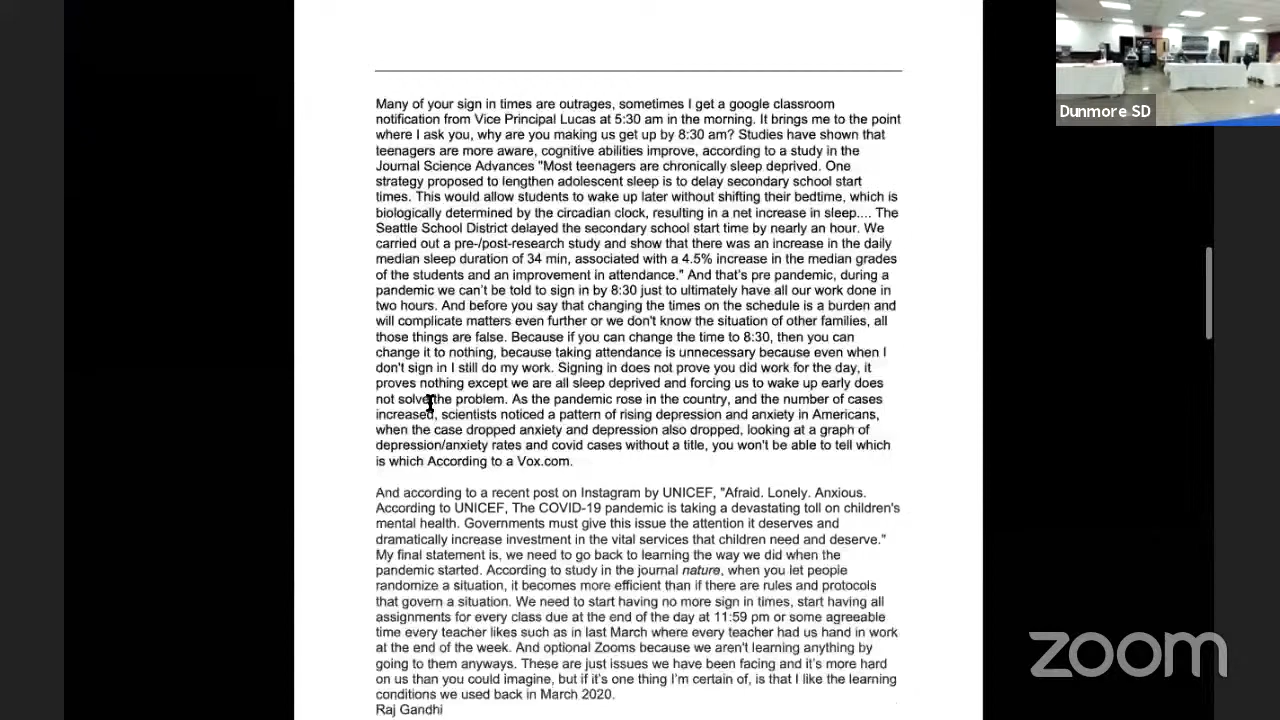 Many of your sign in times are outrages, sometimes I get a google classroom
notification from Vice Principal Lucas at 5:30 am in the morning. It brings me to the point
where I ask you, why are you making us get up by 8:30 am? Studies have shown that
teenagers are more aware, cognitive abilities improve, according to a study in the
Journal Science Advances "Most teenagers are chronically sleep deprived. One
strategy proposed to lengthen adolescent sleep is to delay secondary school start
times. This would allow students to wake up later without shifting their bedtime, which is
biologically determined by the circadian clock, resulting in a net increase in sleep.... The
Seattle School District delayed the secondary school start time by nearly an hour. We
carried out a pre-/post-research study and show that there was an increase in the daily
median sleep duration of 34 min, associated with a 4.5% increase in the median grades
of the students and an improvement in attendance." And that's pre pandemic, during a
pandemic we can't be told to sign in by 8:30 just to ultimately have all our work done in
two hours. And before you say that changing the times on the schedule is a burden and
will complicate matters even further or we don't know the situation of other families, all
those things are false. Because if you can change the time to 8:30, then you can
change it to nothing, because taking attendance is unnecessary because even when I
don't sign in I still do my work. Signing in does not prove you did work for the day, it
proves nothing except we are all sleep deprived and forcing us to wake up early does
not solve the problem. As the pandemic rose in the country, and the number of cases
increased, scientists noticed a pattern of rising depression and anxiety in Americans,
when the case dropped anxiety and depression also dropped, looking at a graph of
depression/anxiety rates and covid cases without a title, you won't be able to tell which
is which According to a Vox.com.
And according to a recent post on Instagram by UNICEF, "Afraid. Lonely. Anxious.
According to UNICEF, The COVID-19 pandemic is taking a devastating toll on children's
mental health. Governments must give this issue the attention it deserves and
dramatically increase investment in the vital services that children need and deserve."
My final statement is, we need to go back to learning the way we did when the
pandemic started. According to study in the journal nature, when you let people
randomize a situation, it becomes more efficient than if there are rules and protocols
that govern a situation. We need to start having no more sign in times, start having all
assignments for every class due at the end of the day at 11:59 pm or some agreeable
time every teacher likes such as in last March where every teacher had us hand in work
at the end of the week. And optional Zooms because we aren't learning anything by
going to them anyways. These are just issues we have been facing and it's more hard
on us than you could imagine, but if it's one thing I'm certain of, is that I like the learning
conditions we used back in March 2020.
Raj Gandhi
Dunmore SD
zoom